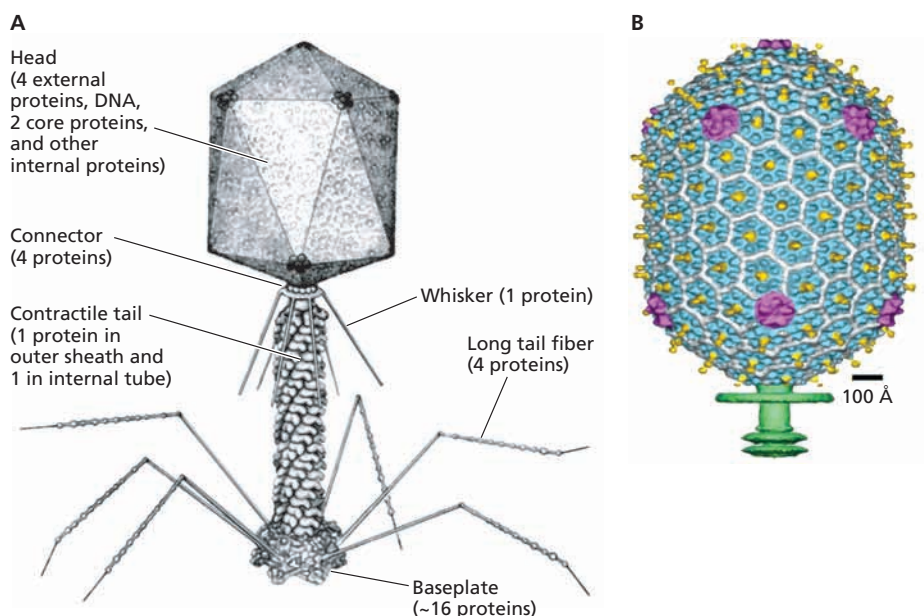 A
Head
(4 external
proteins, DNA,
2 core proteins,
and other
internal proteins)
Connector
(4 proteins)
Contractile tail
(1 protein in
outer sheath and
1 in internal tube)
Whisker (1 protein)
Long tail fiber
(4 proteins)
Baseplate
(~16 proteins)
B
100 Å